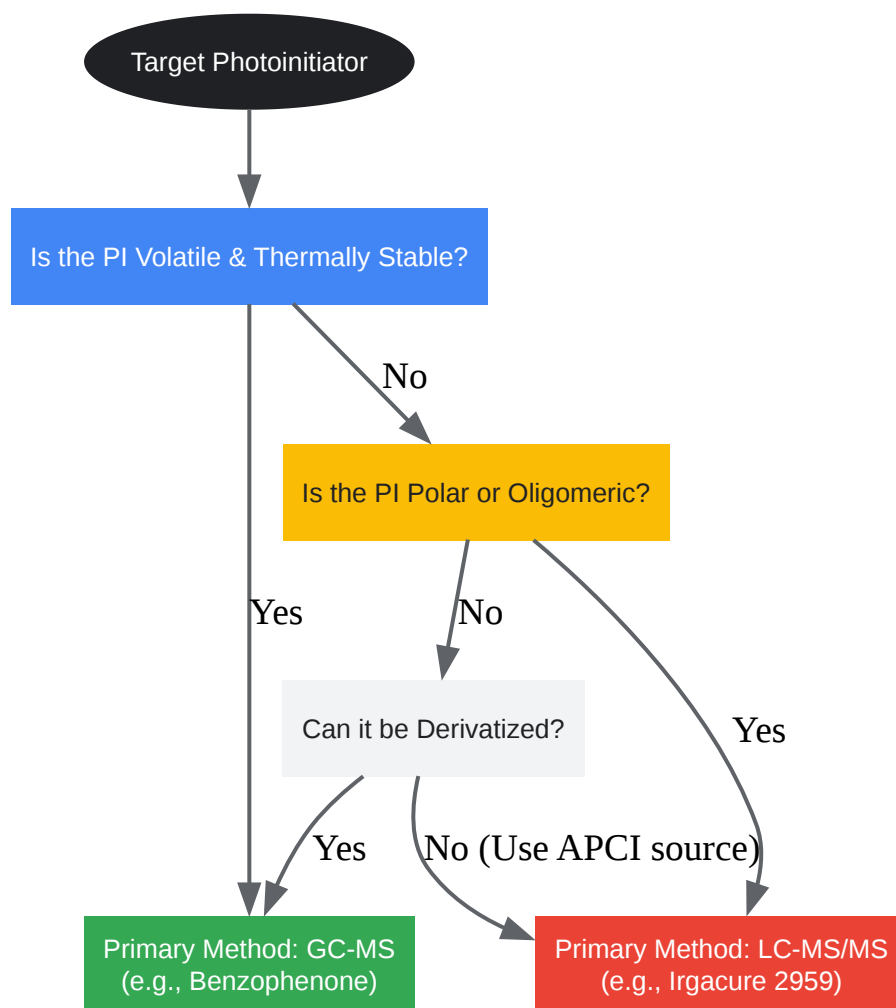 Target Photoinitiator
Is the PI Volatile & Thermally Stable?
No
Is the PI Polar or Oligomeric?
Yes
No
Can it be Derivatized?
Yes
Yes
No (Use APCI source)
Primary Method: GC-MS
(e.g., Benzophenone)
Primary Method: LC-MS/MS
(e.g., Irgacure 2959)